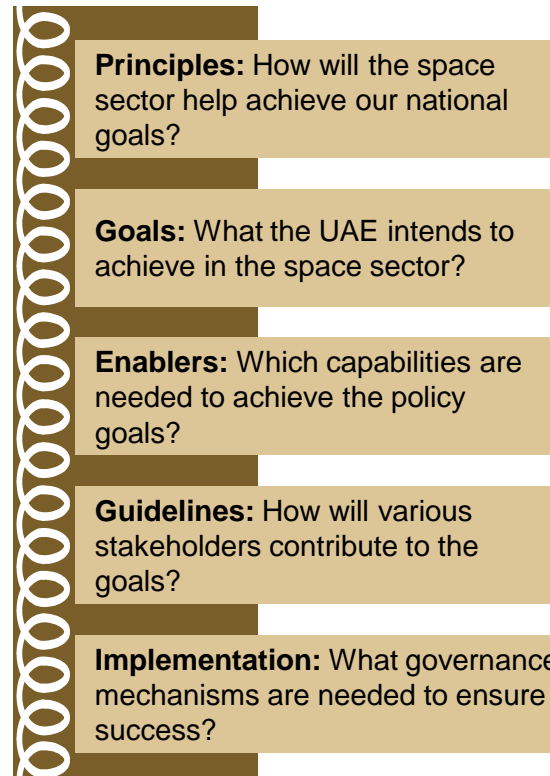 Principles: How will the space
sector help achieve our national
goals?
Goals: What the UAE intends to
achieve in the space sector?
Enablers: Which capabilities are
needed to achieve the policy
goals?
Guidelines: How will various
stakeholders contribute to the
goals?
Implementation: What governance
mechanisms are needed to ensure
success?